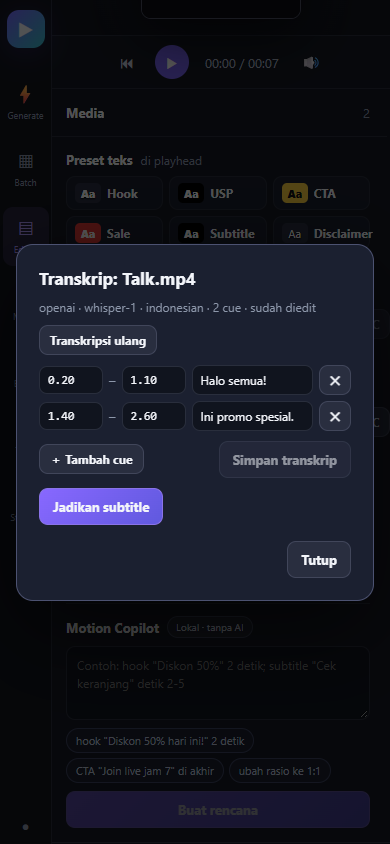 00:00 / 00:07
Generate
Media 2
Batch
Preset teks di playhead
Aa Hook Aa USP Aa CTA
Aa Sale Aa Subtitle Aa Disclaimer
Transkrip: Talk.mp4
openai · whisper-1 · indonesian · 2 cue · sudah diedit
Transkripsi ulang
0.20 – 1.10 Halo semua! ✕
1.40 – 2.60 Ini promo spesial. ✕
+ Tambah cue Simpan transkrip
Jadikan subtitle
Tutup
Motion Copilot Lokal · tanpa AI
Contoh: hook "Diskon 50%" 2 detik; subtitle "Cek
keranjang" detik 2-5
hook "Diskon 50% hari ini!" 2 detik
CTA "Join live jam 7" di akhir ubah rasio ke 1:1
Buat rencana